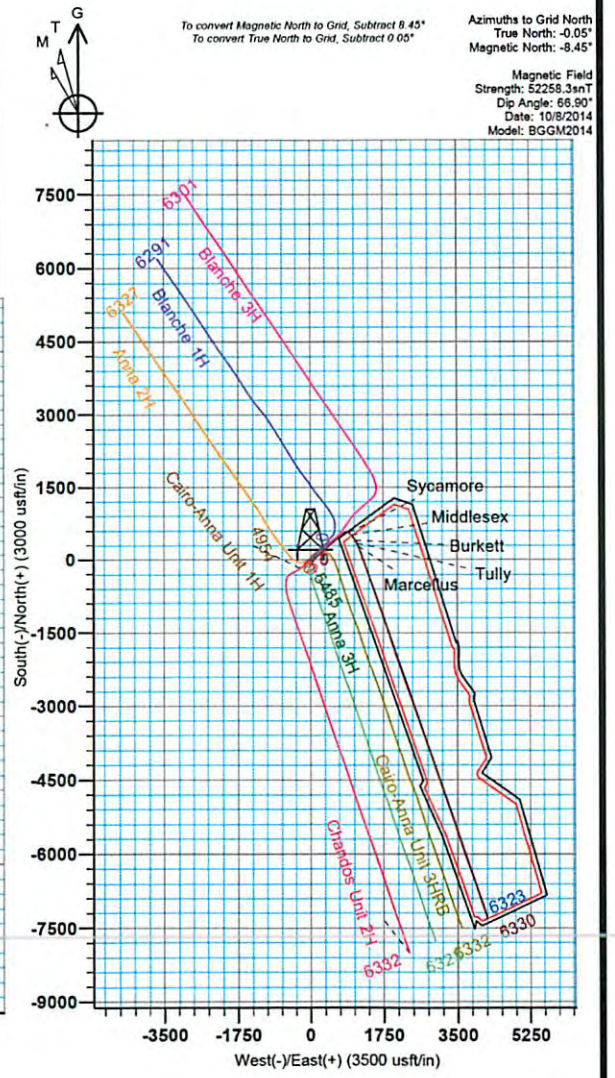 G
T
M
To convert Magnetic North to Grid, Subtract 8.45°
To convert True North to Grid, Subtract 0.05°
Azimuths to Grid North
True North: -0.05°
Magnetic North: -8.45°
Magnetic Field
Strength: 52258.3snT
Dip Angle: 66.90°
Date: 10/8/2014
Model: BGGM2014
7500
6000
4500
3000
1500
0
-1500
-3000
-4500
-6000
-7500
-9000
South(-)/North(+) (3000 usft/in)
6301
6291
6327
Blanche 3H
Blanche 1H
Anna 2H
Cairo-Anna Unit 1H
4954
5485
Anna 3H
Sycamore
Middlesex
Burkett
Tully
Marcellus
Cairo-Anna Unit 3HRB
Chandos Unit 2H
6332
6332
6323
6330
-3500
-1750
0
1750
3500
5250
West(-)/East(+) (3500 usft/in)